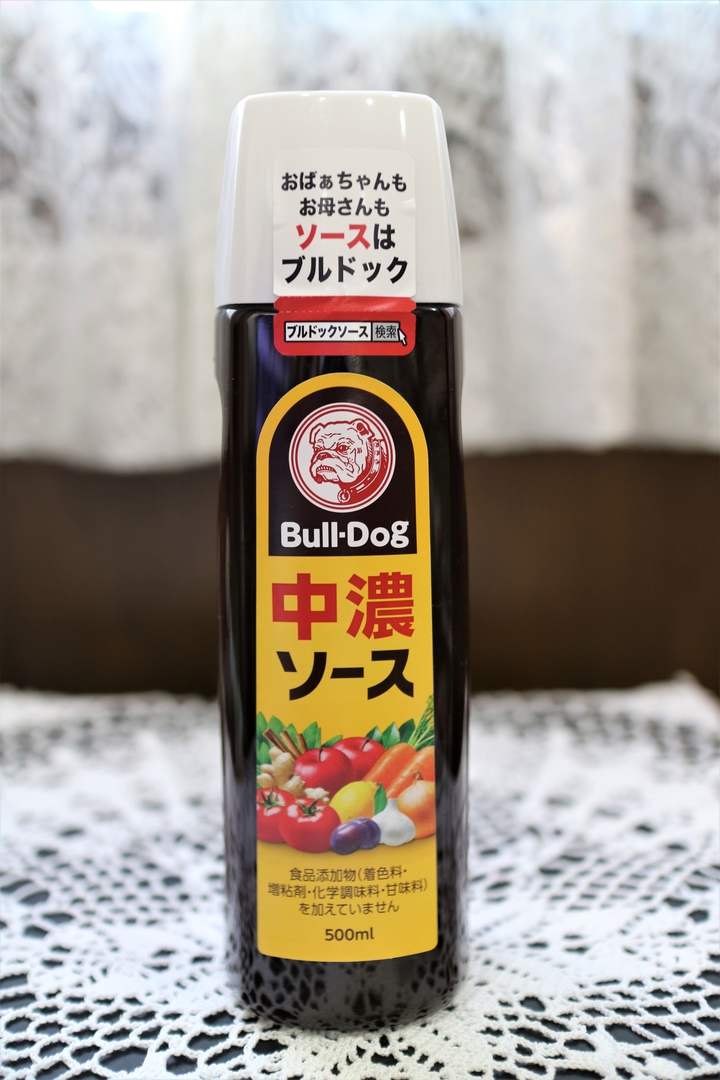 おばぁちゃんも
お母さんも
ソースは
ブルドック
ブルドックソース 検索
Bull-Dog
中濃
ソース
食品添加物(着色料・
増粘剤・化学調味料・甘味料)
を加えていません
500ml